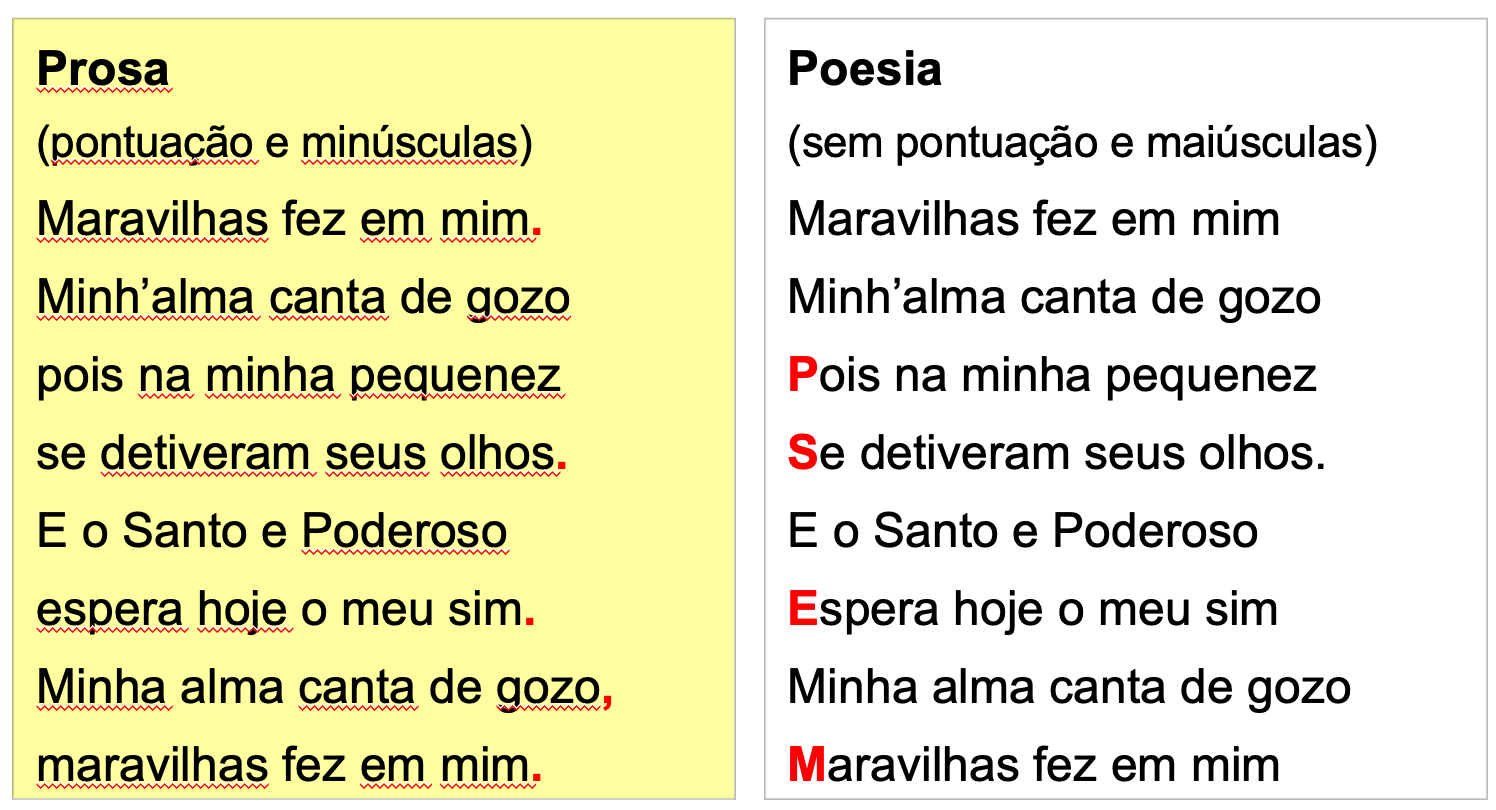 Prosa
(pontuação e minúsculas)
Maravilhas fez em mim.
Minh’alma canta de gozo
pois na minha pequenez
se detiveram seus olhos.
E o Santo e Poderoso
espera hoje o meu sim.
Minha alma canta de gozo,
maravilhas fez em mim.
Poesia
(sem pontuação e maiúsculas)
Maravilhas fez em mim
Minh’alma canta de gozo
Pois na minha pequenez
Se detiveram seus olhos.
E o Santo e Poderoso
Espera hoje o meu sim
Minha alma canta de gozo
Maravilhas fez em mim